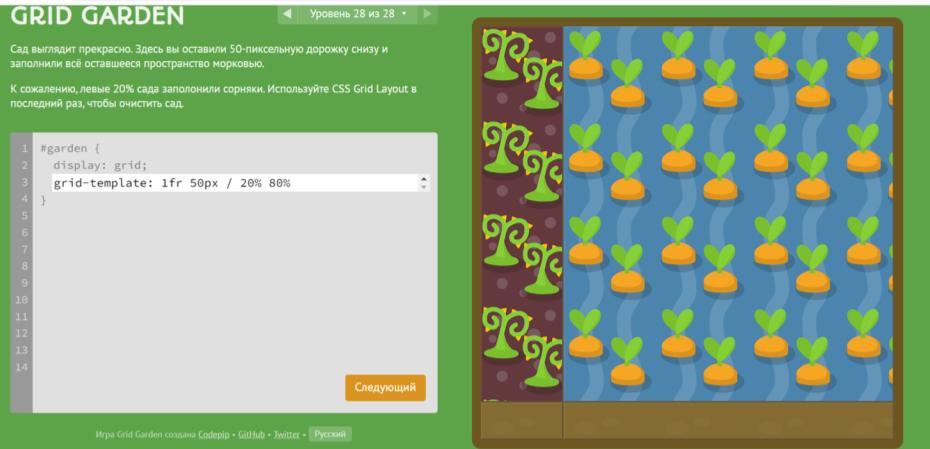 GRID GARDEN
Уровень 28 из 28
Сад выглядит прекрасно. Здесь вы оставили 50-пиксельную дорожку снизу и
заполнили всё оставшееся пространство морковью.
К сожалению, левые 20% сада заполонили сорняки. Используйте CSS Grid Layout в
последний раз, чтобы очистить сад.
1 #garden {
2 display: grid;
3 grid-template: 1fr 50px / 20% 80%
4 }
5
6
7
8
9
10
11
12
13
14
Следующий
Игра Grid Garden создана Codepip • GitHub • Twitter • Русский